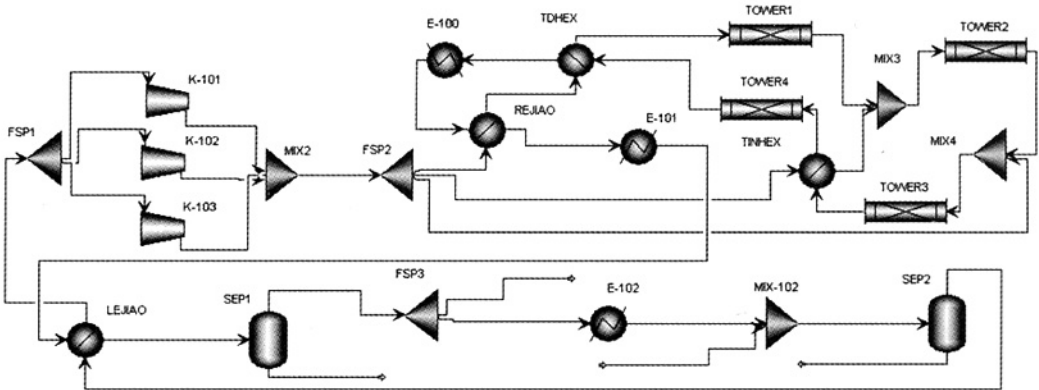 E-100
TDHEX
TOWER1
TOWER2
MIX3
K-101
TOWER4
REJIAO
E-101
FSP1
K-102
MIX2
FSP2
TINHEX
MIX4
K-103
TOWER3
FSP3
LEJIAO
SEP1
E-102
MIX-102
SEP2